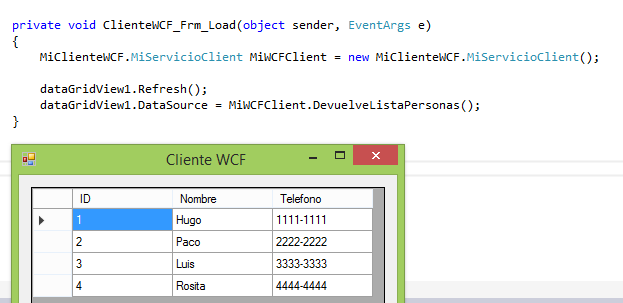 private void ClienteWCF_Frm_Load(object sender, EventArgs e)
{
MiClienteWCF.MiServicioClient MiWCFClient = new MiClienteWCF.MiServicioClient();
dataGridView1.Refresh();
dataGridView1.DataSource = MiWCFClient.DevuelveListaPersonas();
}
Cliente WCF
ID Nombre Telefono
1 Hugo 1111-1111
2 Paco 2222-2222
3 Luis 3333-3333
4 Rosita 4444-4444